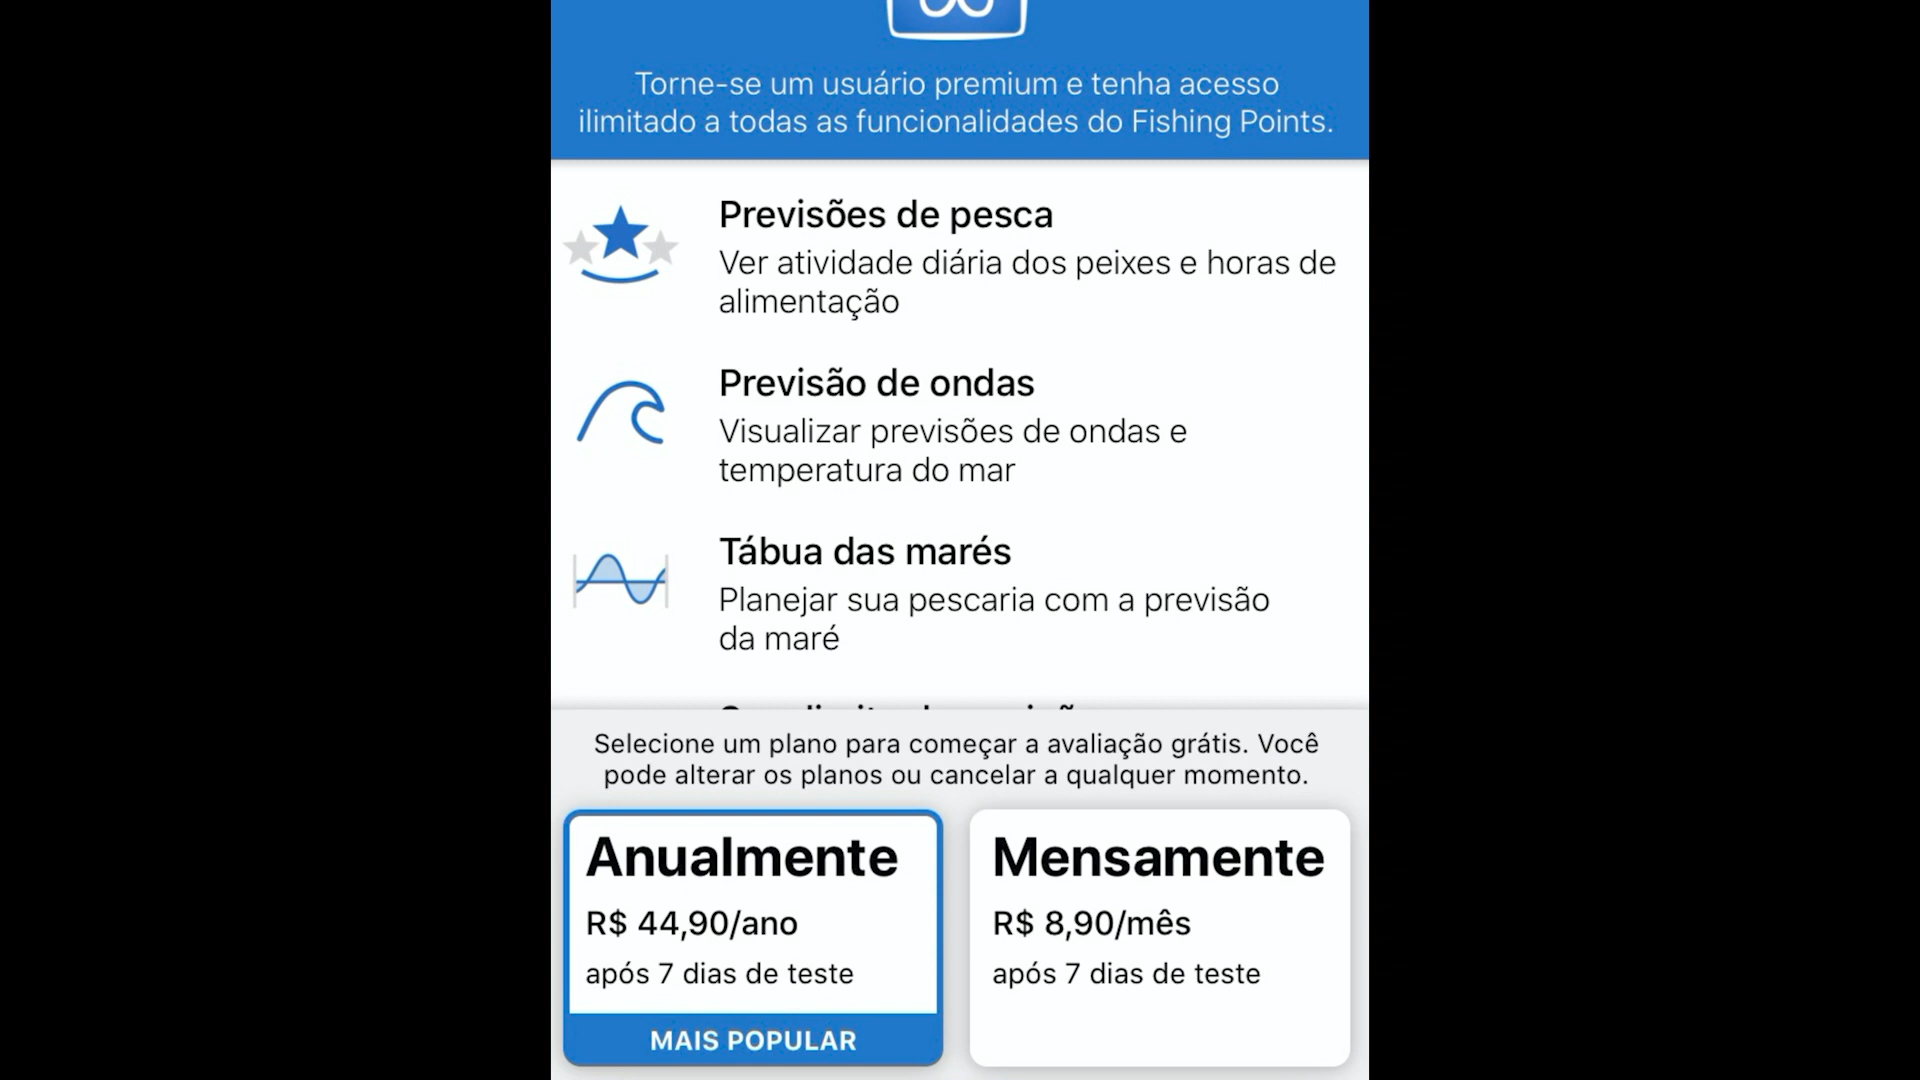 Torne-se um usuário premium e tenha acesso
ilimitado a todas as funcionalidades do Fishing Points.
Previsões de pesca
Ver atividade diária dos peixes e horas de
alimentação
Previsão de ondas
Visualizar previsões de ondas e
temperatura do mar
Tábua das marés
Planejar sua pescaria com a previsão
da maré
Selecione um plano para começar a avaliação grátis. Você
pode alterar os planos ou cancelar a qualquer momento.
Anualmente
R$ 44,90/ano
após 7 dias de teste
MAIS POPULAR
Mensamente
R$ 8,90/mês
após 7 dias de teste